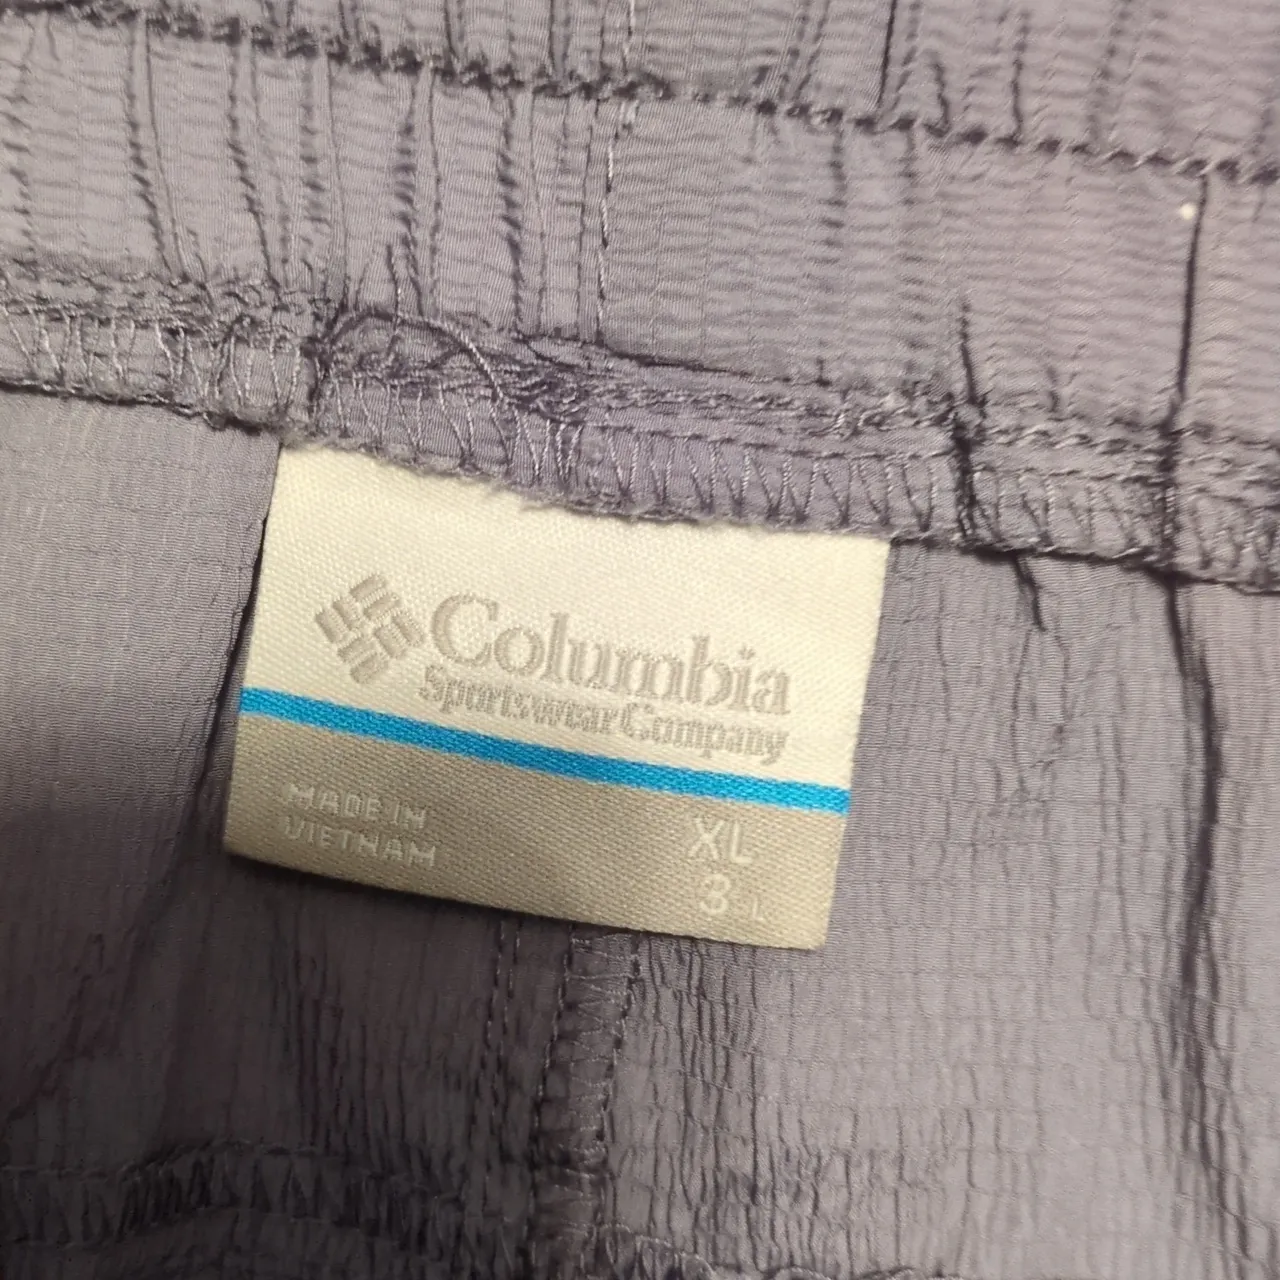 Columbia
Sportswear Company
MADE IN
VIETNAM
XL
3 L